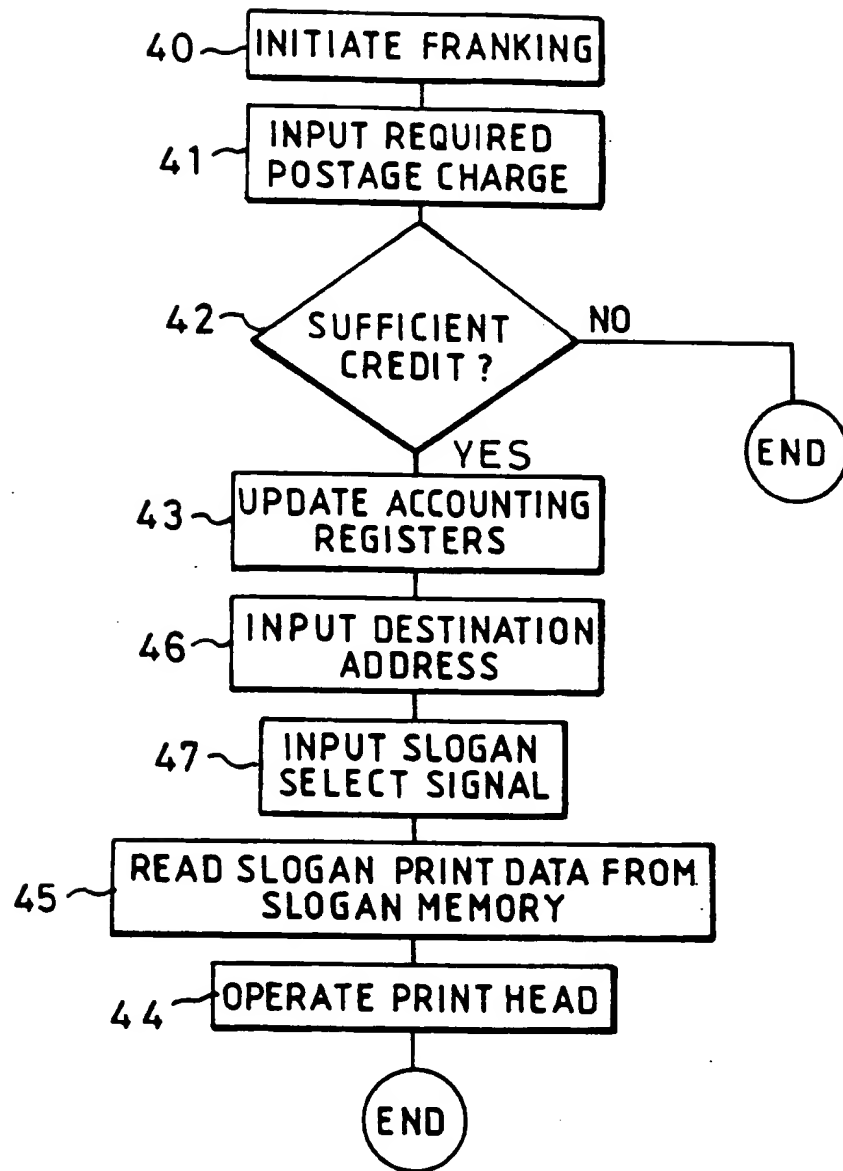 40 INITIATE FRANKING
41 INPUT REQUIRED
POSTAGE CHARGE
42 SUFFICIENT
CREDIT ?
NO
END
YES
43 UPDATE ACCOUNTING
REGISTERS
46 INPUT DESTINATION
ADDRESS
47 INPUT SLOGAN
SELECT SIGNAL
45 READ SLOGAN PRINT DATA FROM
SLOGAN MEMORY
44 OPERATE PRINT HEAD
END